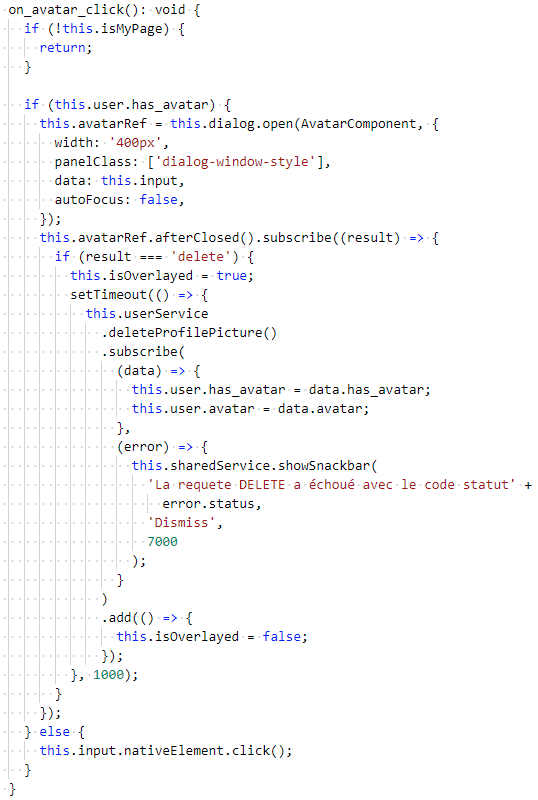 on_avatar_click(): void {
  if (!this.isMyPage) {
    return;
  }

  if (this.user.has_avatar) {
    this.avatarRef = this.dialog.open(AvatarComponent, {
      width: '400px',
      panelClass: ['dialog-window-style'],
      data: this.input,
      autoFocus: false,
    });
    this.avatarRef.afterClosed().subscribe((result) => {
      if (result === 'delete') {
        this.isOverlayed = true;
        setTimeout(() => {
          this.userService
            .deleteProfilePicture()
            .subscribe(
              (data) => {
                this.user.has_avatar = data.has_avatar;
                this.user.avatar = data.avatar;
              },
              (error) => {
                this.sharedService.showSnackbar(
                  'La requete DELETE a échoué avec le code statut' +
                    error.status,
                  'Dismiss',
                  7000
                );
              }
            )
            .add(() => {
              this.isOverlayed = false;
            });
        }, 1000);
      }
    });
  } else {
    this.input.nativeElement.click();
  }
}